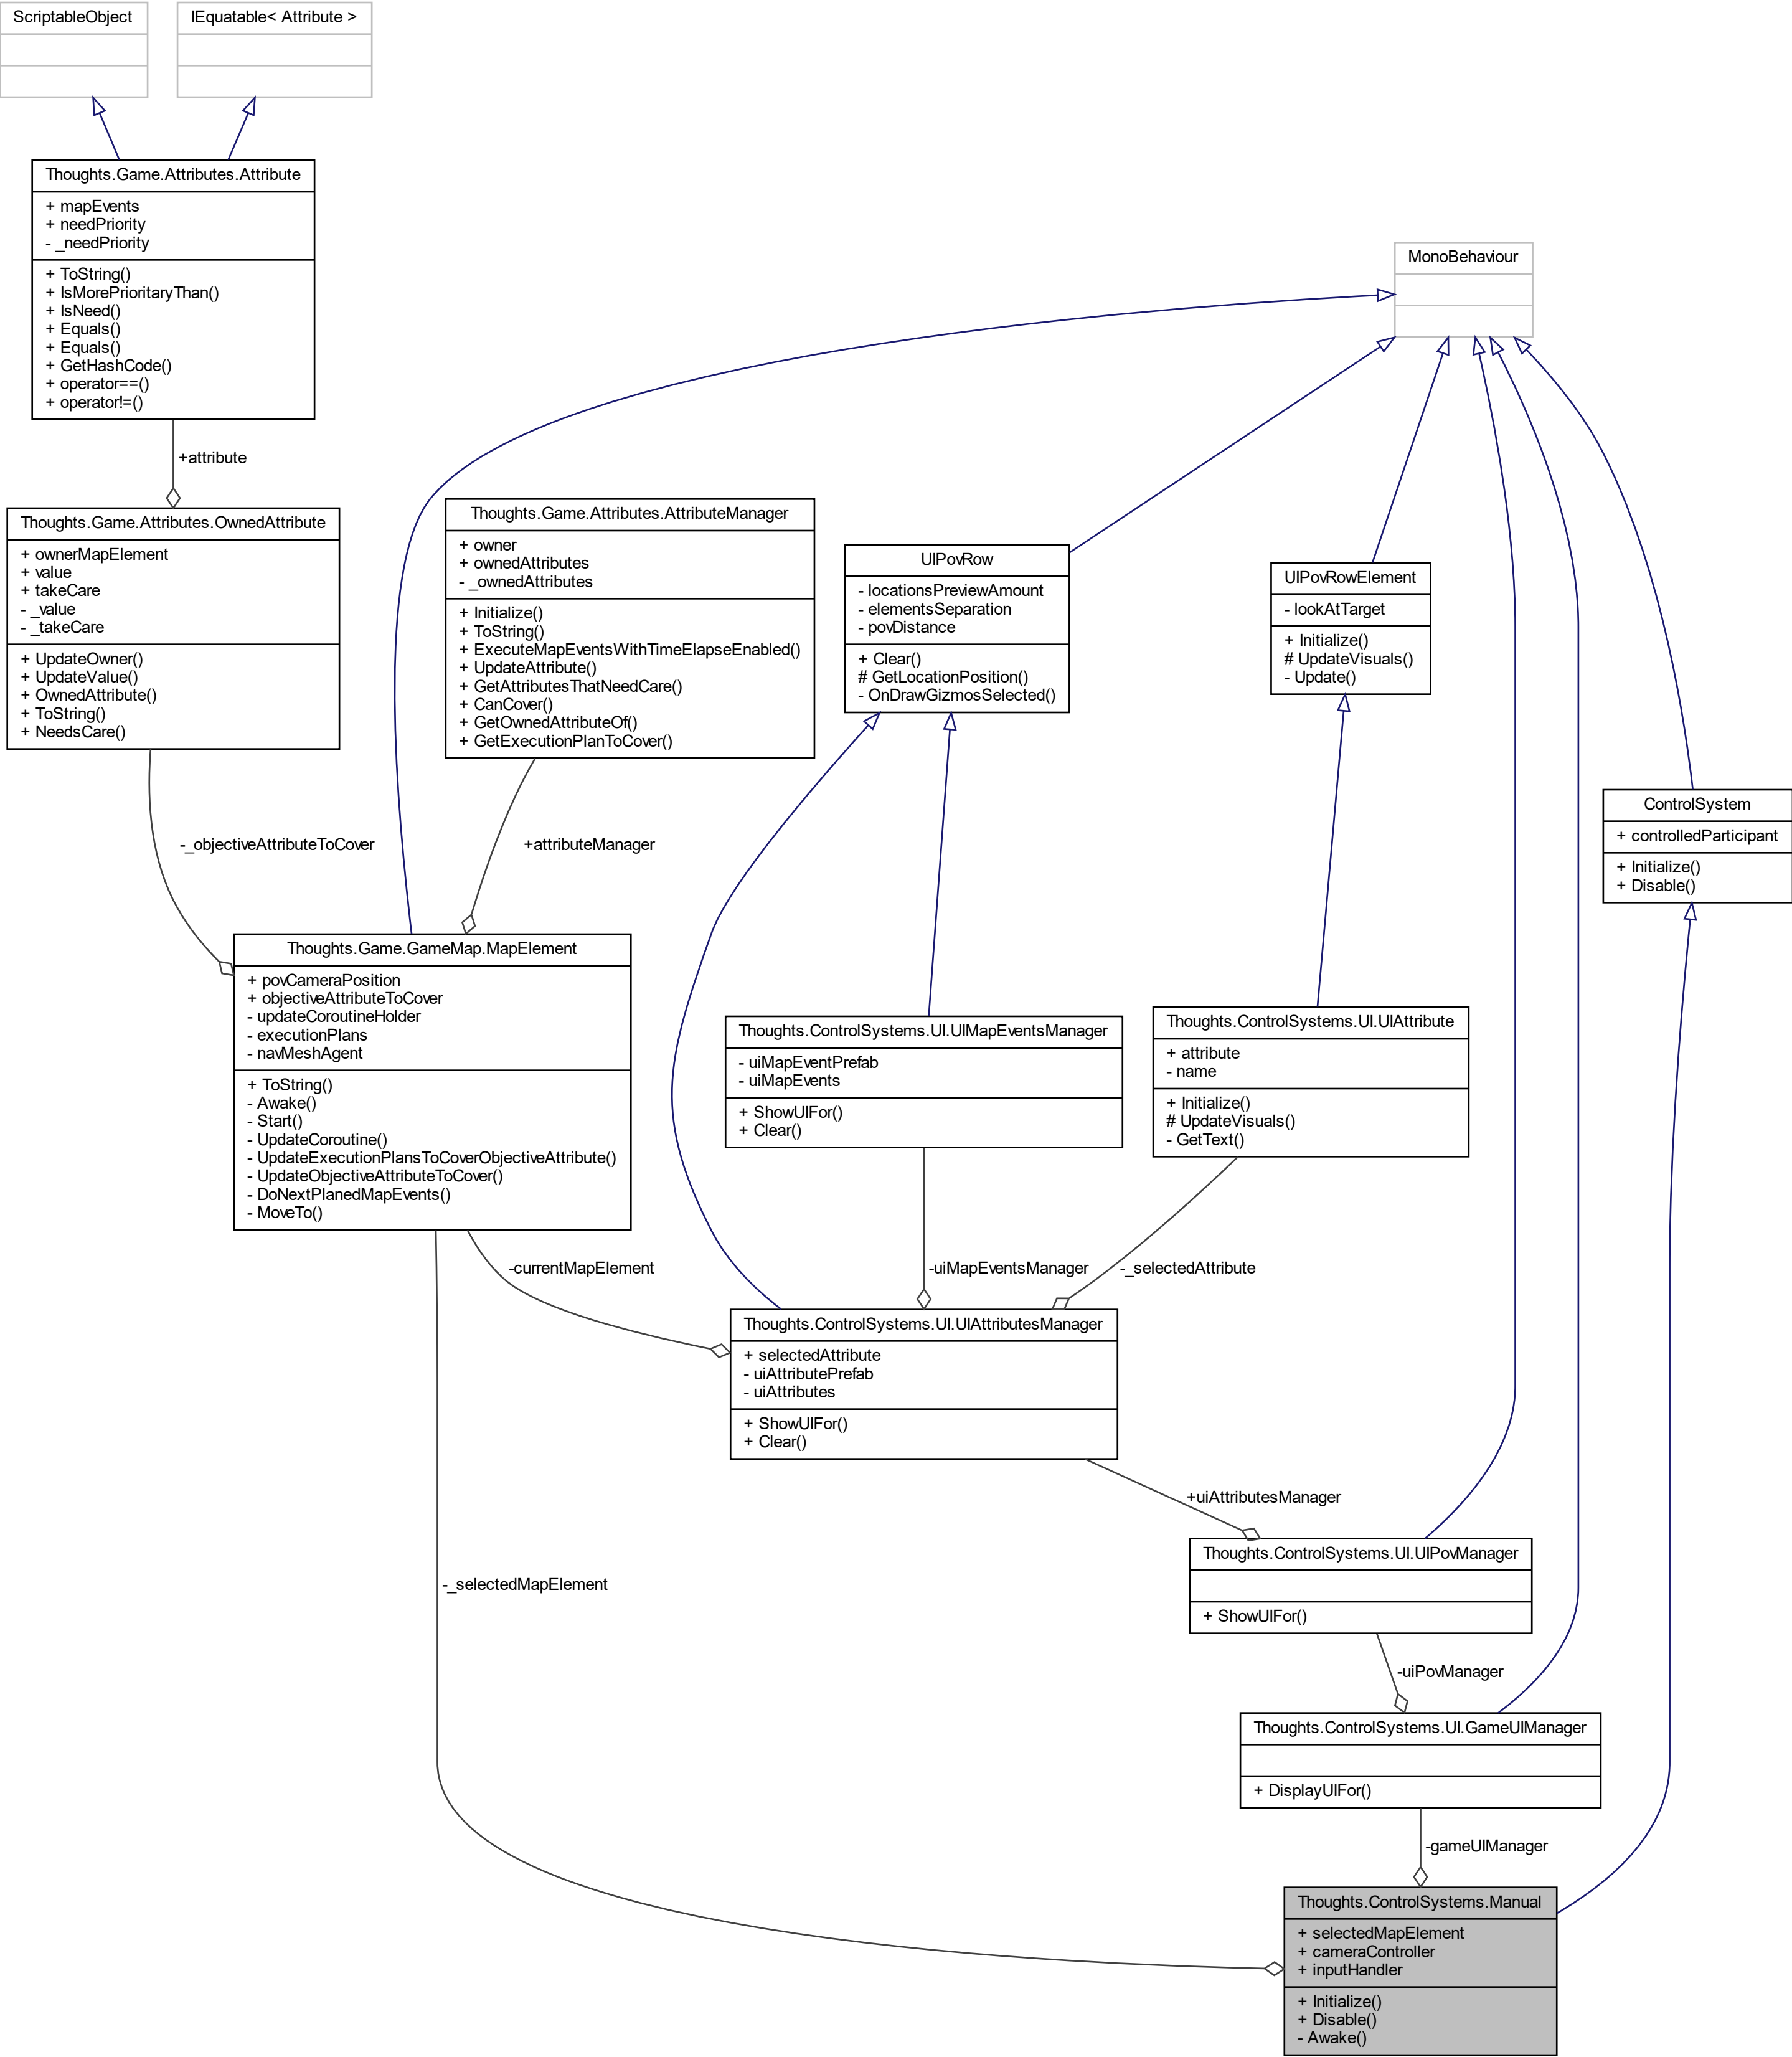 ScriptableObject
IEquatable< Attribute >
Thoughts.Game.Attributes.Attribute
+ mapEvents
+ needPriority
- _needPriority
+ ToString()
+ IsMorePrioritaryThan()
+ IsNeed()
+ Equals()
+ Equals()
+ GetHashCode()
+ operator==()
+ operator!=()
MonoBehaviour
+attribute
Thoughts.Game.Attributes.OwnedAttribute
+ ownerMapElement
+ value
+ takeCare
- _value
- _takeCare
+ UpdateOwner()
+ UpdateValue()
+ OwnedAttribute()
+ ToString()
+ NeedsCare()
Thoughts.Game.Attributes.AttributeManager
+ owner
+ ownedAttributes
- _ownedAttributes
+ Initialize()
+ ToString()
+ ExecuteMapEventsWithTimeElapseEnabled()
+ UpdateAttribute()
+ GetAttributesThatNeedCare()
+ CanCover()
+ GetOwnedAttributeOf()
+ GetExecutionPlanToCover()
UIPovRow
- locationsPreviewAmount
- elementsSeparation
- povDistance
+ Clear()
# GetLocationPosition()
- OnDrawGizmosSelected()
UIPovRowElement
- lookAtTarget
+ Initialize()
# UpdateVisuals()
- Update()
ControlSystem
+ controlledParticipant
+ Initialize()
+ Disable()
-_objectiveAttributeToCover
+attributeManager
Thoughts.Game.GameMap.MapElement
+ povCameraPosition
+ objectiveAttributeToCover
- updateCoroutineHolder
- executionPlans
- navMeshAgent
+ ToString()
- Awake()
- Start()
- UpdateCoroutine()
- UpdateExecutionPlansToCoverObjectiveAttribute()
- UpdateObjectiveAttributeToCover()
- DoNextPlanedMapEvents()
- MoveTo()
Thoughts.ControlSystems.UI.UIMapEventsManager
- uiMapEventPrefab
- uiMapEvents
+ ShowUIFor()
+ Clear()
Thoughts.ControlSystems.UI.UIAttribute
+ attribute
- name
+ Initialize()
# UpdateVisuals()
- GetText()
-currentMapElement
-uiMapEventsManager
-_selectedAttribute
Thoughts.ControlSystems.UI.UIAttributesManager
+ selectedAttribute
- uiAttributePrefab
- uiAttributes
+ ShowUIFor()
+ Clear()
+uiAttributesManager
-_selectedMapElement
Thoughts.ControlSystems.UI.UIPovManager
+ ShowUIFor()
-uiPovManager
Thoughts.ControlSystems.UI.GameUIManager
+ DisplayUIFor()
-gameUIManager
Thoughts.ControlSystems.Manual
+ selectedMapElement
+ cameraController
+ inputHandler
+ Initialize()
+ Disable()
- Awake()